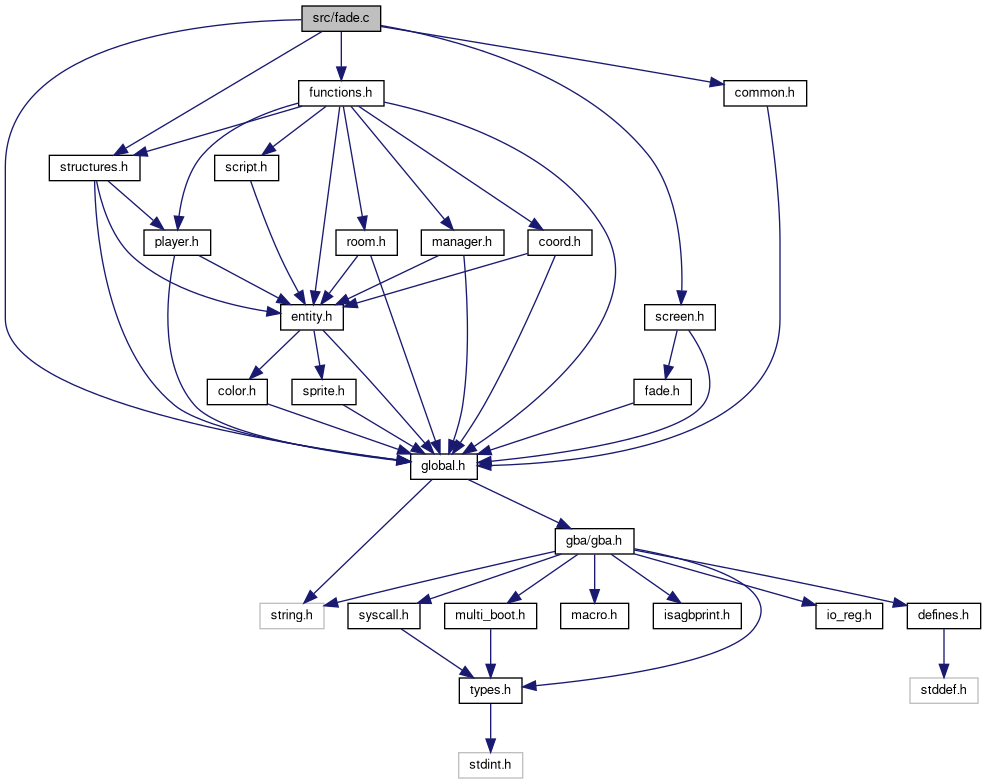 src/fade.c
functions.h
common.h
structures.h
script.h
player.h
room.h
manager.h
coord.h
entity.h
screen.h
color.h
sprite.h
fade.h
global.h
gba/gba.h
string.h
syscall.h
multi_boot.h
macro.h
isagbprint.h
io_reg.h
defines.h
types.h
stddef.h
stdint.h